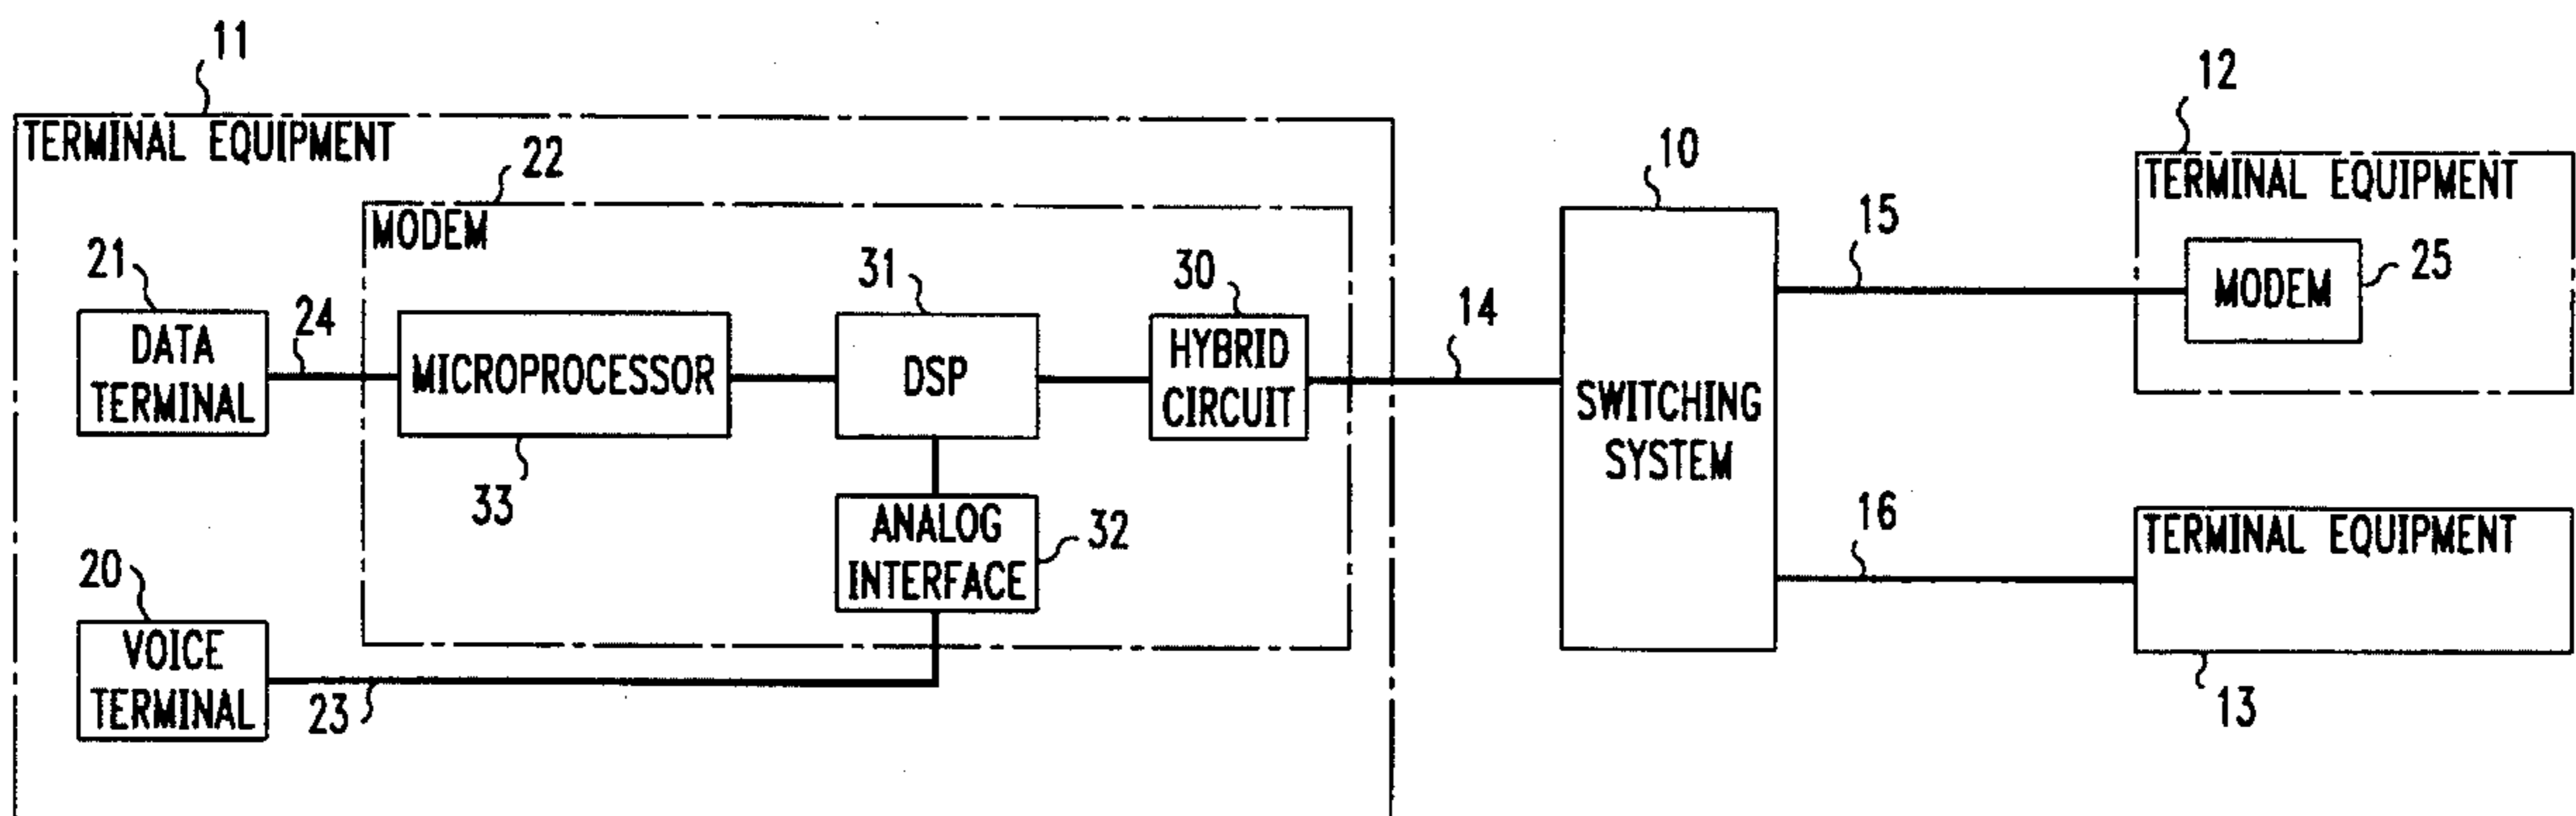 11
TERMINAL EQUIPMENT
22
MODEM
21
DATA
TERMINAL
24
MICROPROCESSOR
33
31
DSP
30
HYBRID
CIRCUIT
ANALOG
INTERFACE
32
20
VOICE
TERMINAL
23
14
10
SWITCHING
SYSTEM
15
12
TERMINAL EQUIPMENT
MODEM
25
16
TERMINAL EQUIPMENT
13